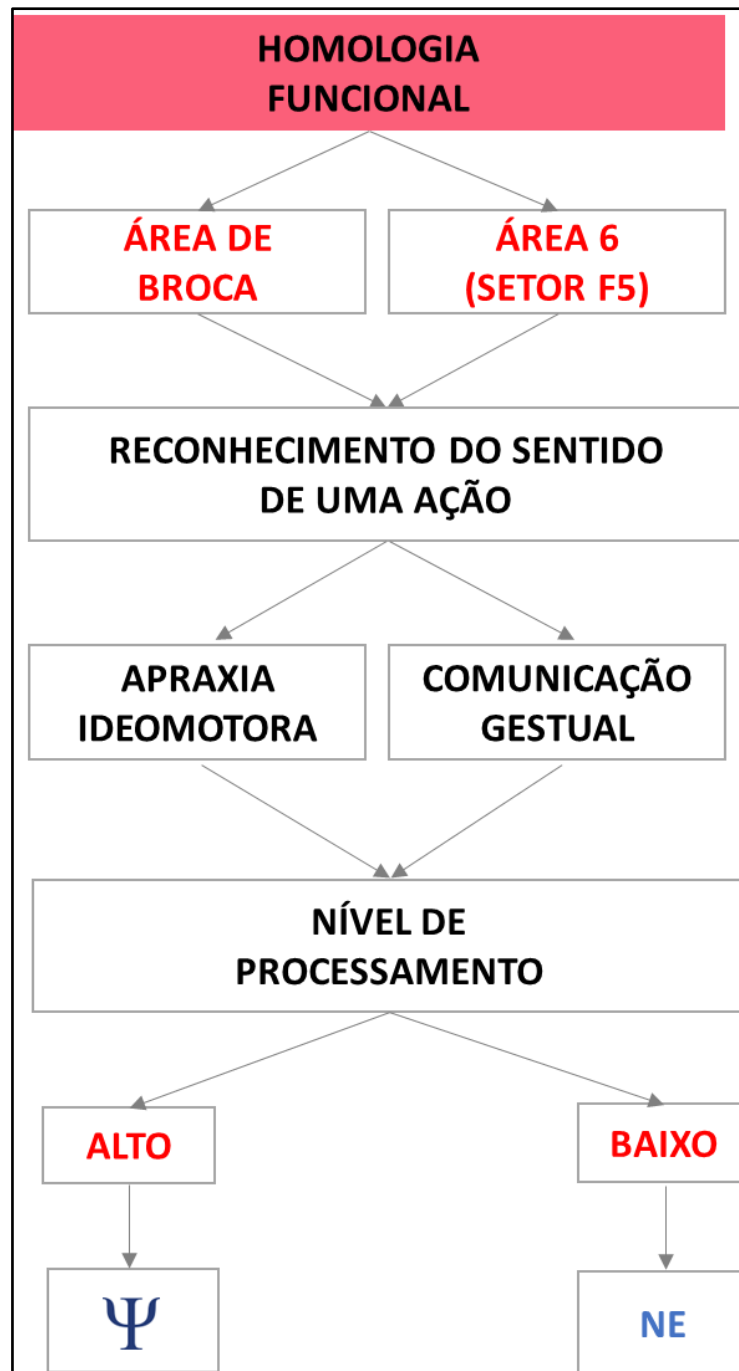 HOMOLOGIA
FUNCIONAL
ÁREA DE
BROCA
ÁREA 6
(SETOR F5)
RECONHECIMENTO DO SENTIDO
DE UMA AÇÃO
APRAXIA
IDEOMOTORA
COMUNICAÇÃO
GESTUAL
NÍVEL DE
PROCESSAMENTO
ALTO
BAIXO
Ψ
NE